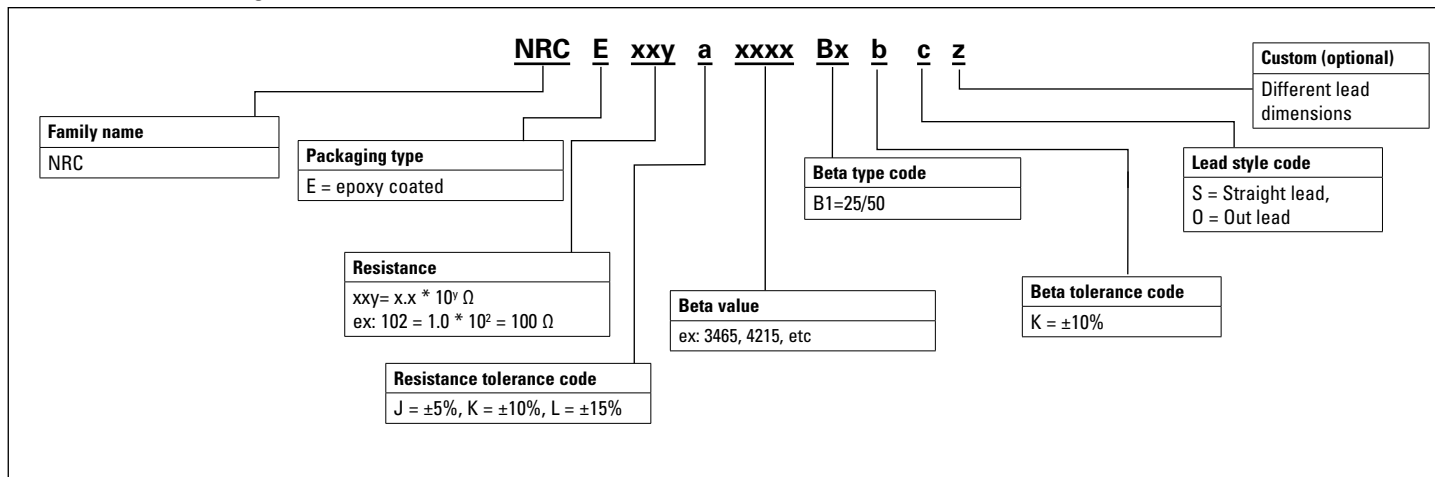 NRC E xxy a xxxx Bx b c z
Custom (optional)
Different lead
dimensions
Family name
NRC
Packaging type
E = epoxy coated
Beta type code
B1=25/50
Lead style code
S = Straight lead,
O = Out lead
Resistance
xxy= x.x * 10ʸ Ω
ex: 102 = 1.0 * 10² = 100 Ω
Beta value
ex: 3465, 4215, etc
Beta tolerance code
K = ±10%
Resistance tolerance code
J = ±5%, K = ±10%, L = ±15%